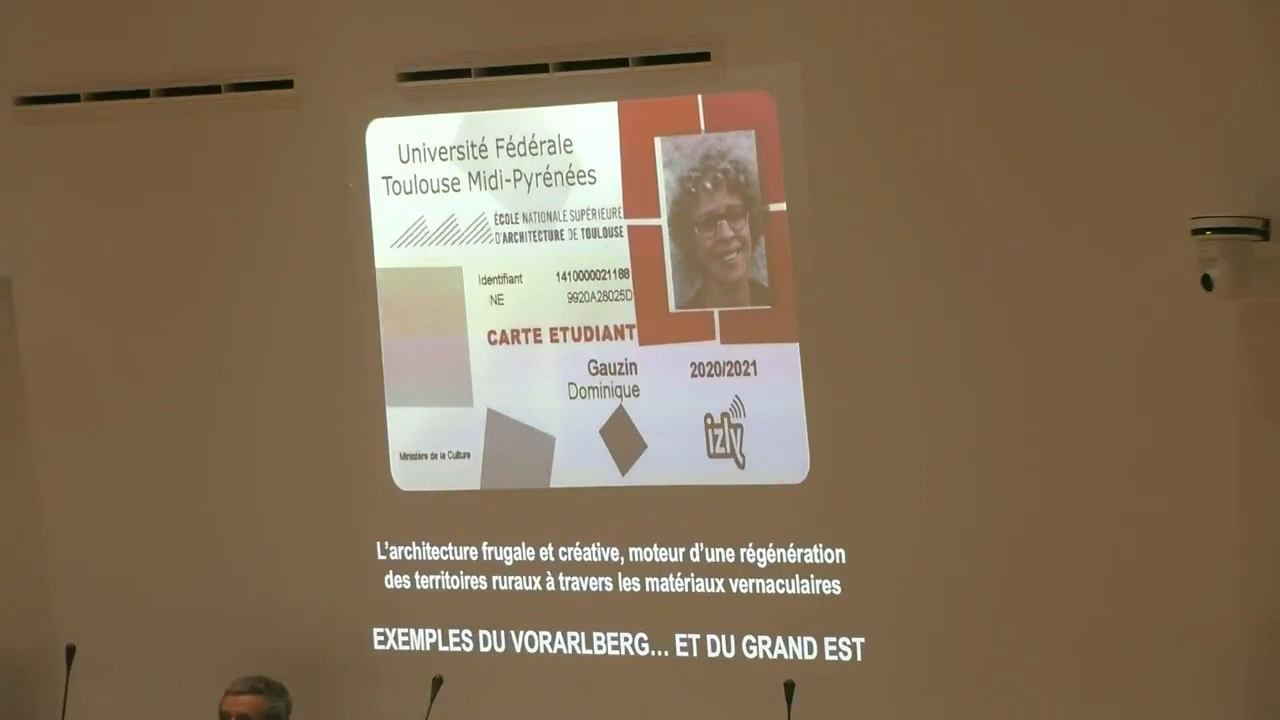 Université Fédérale
Toulouse Midi-Pyrénées
ÉCOLE NATIONALE SUPÉRIEURE
D'ARCHITECTURE DE TOULOUSE
Identifiant 1410000021188
NE 9920A28025D
CARTE ETUDIANT
Gauzin 2020/2021
Dominique
izly
Ministère de la Culture
L'architecture frugale et créative, moteur d'une régénération
des territoires ruraux à travers les matériaux vernaculaires
EXEMPLES DU VORARLBERG... ET DU GRAND EST